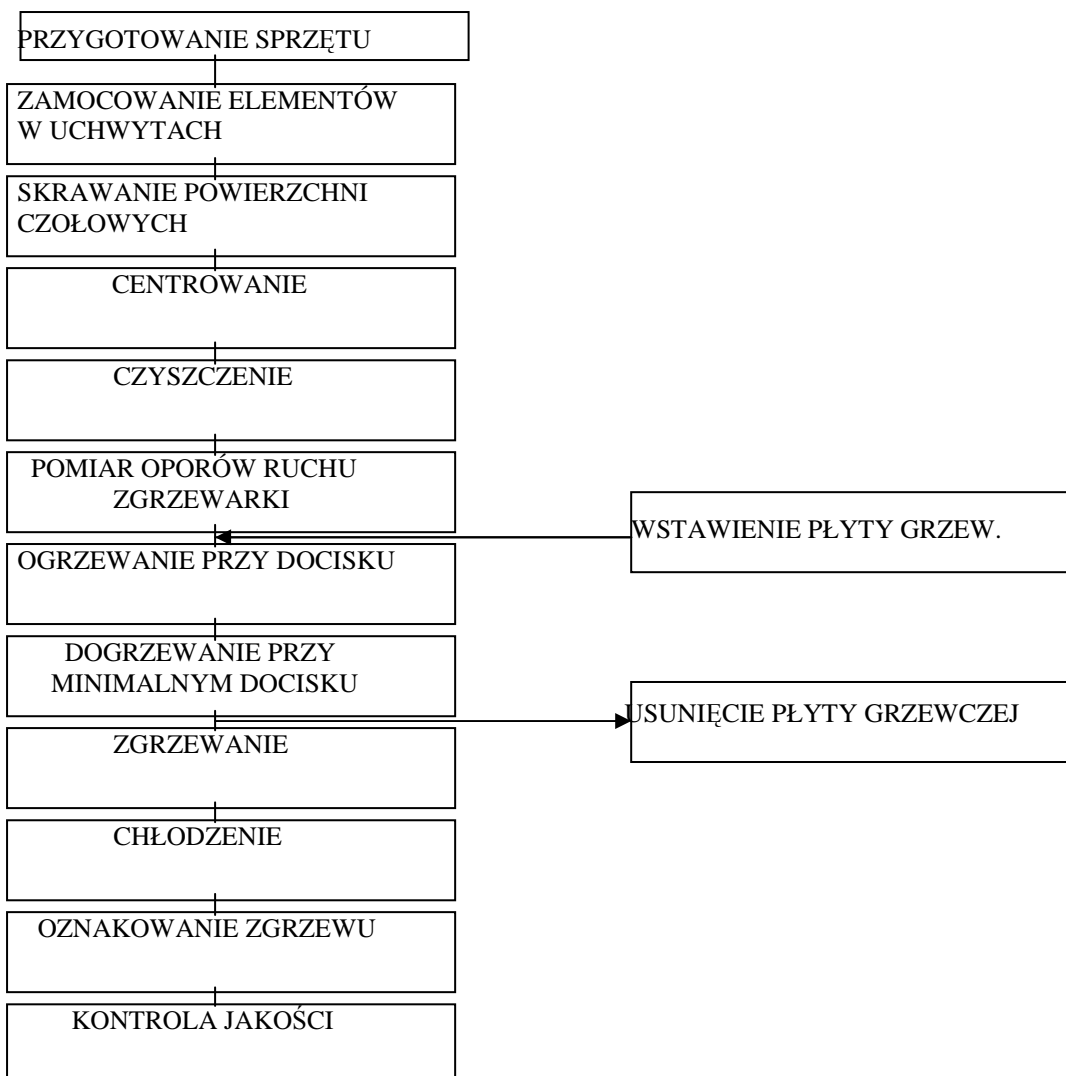 PRZYGOTOWANIE SPRZĘTU
ZAMOCOWANIE ELEMENTÓW
W UCHWYTACH
SKRAWANIE POWIERZCHNI
CZOŁOWYCH
CENTROWANIE
CZYSZCZENIE
POMIAR OPORÓW RUCHU
ZGRZEWARKI
WSTAWIENIE PŁYTY GRZEW.
OGRZEWANIE PRZY DOCISKU
DOGRZEWANIE PRZY
MINIMALNYM DOCISKU
USUNIĘCIE PŁYTY GRZEWCZEJ
ZGRZEWANIE
CHŁODZENIE
OZNAKOWANIE ZGRZEWU
KONTROLA JAKOŚCI